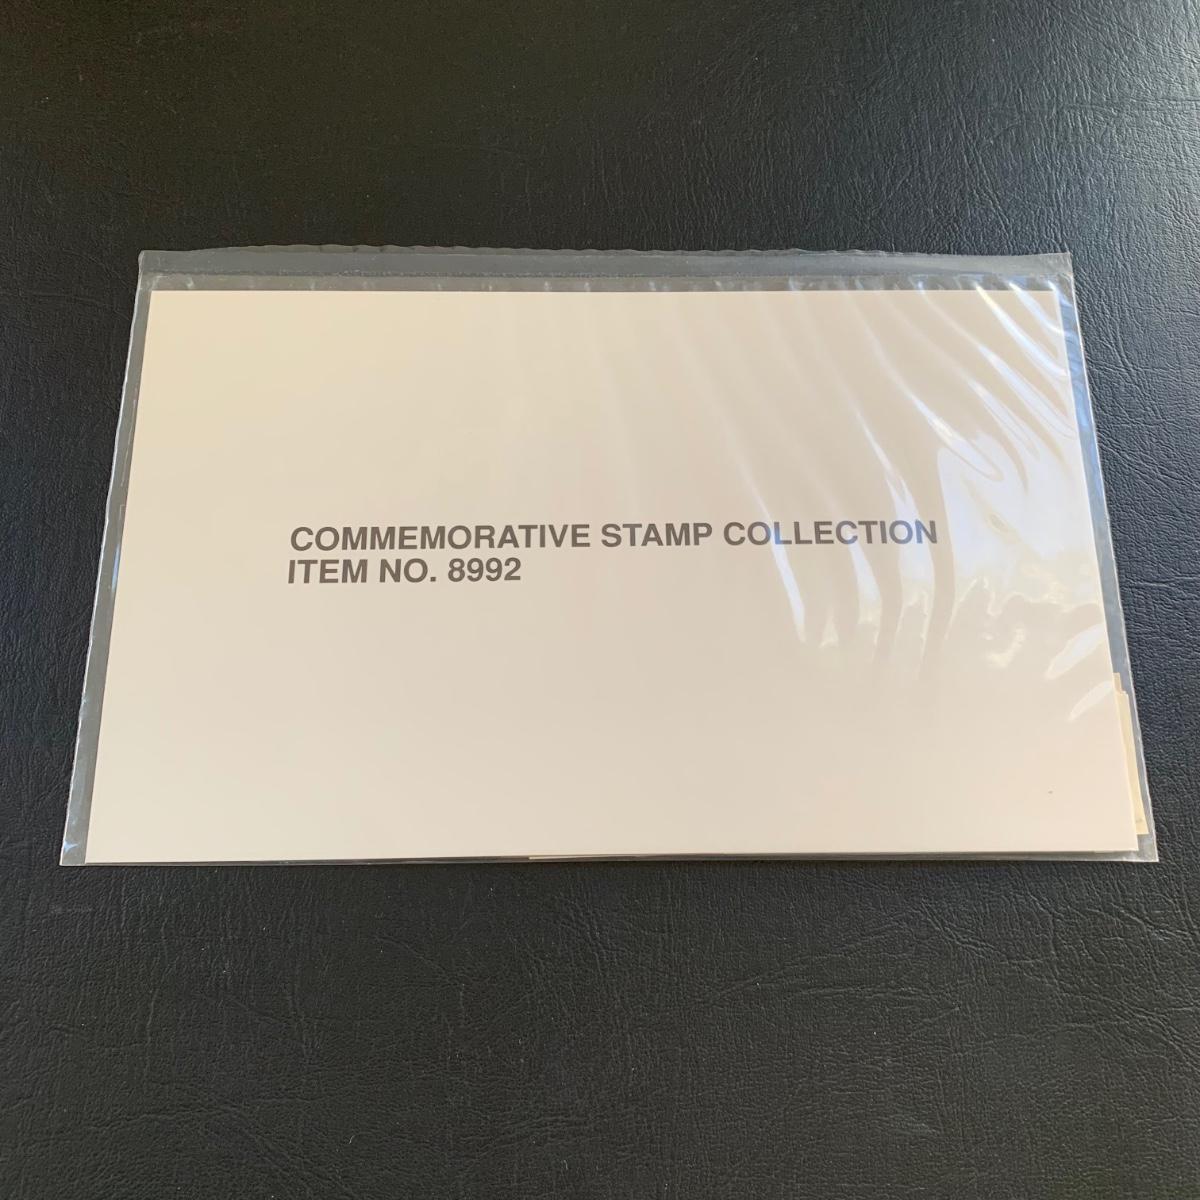 COMMEMORATIVE STAMP COLLECTION
ITEM NO. 8992